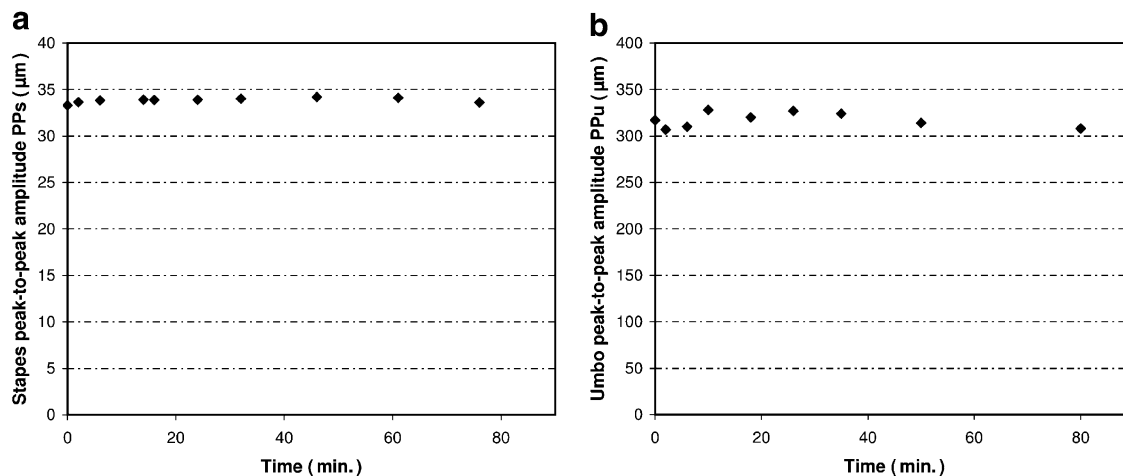 a
Stapes peak-to-peak amplitude PPs (µm)
40
35
30
25
20
15
10
5
0
0 20 40 60 80
Time (min.)
b
Umbo peak-to-peak amplitude PPu (µm)
400
350
300
250
200
150
100
50
0
0 20 40 60 80
Time (min.)